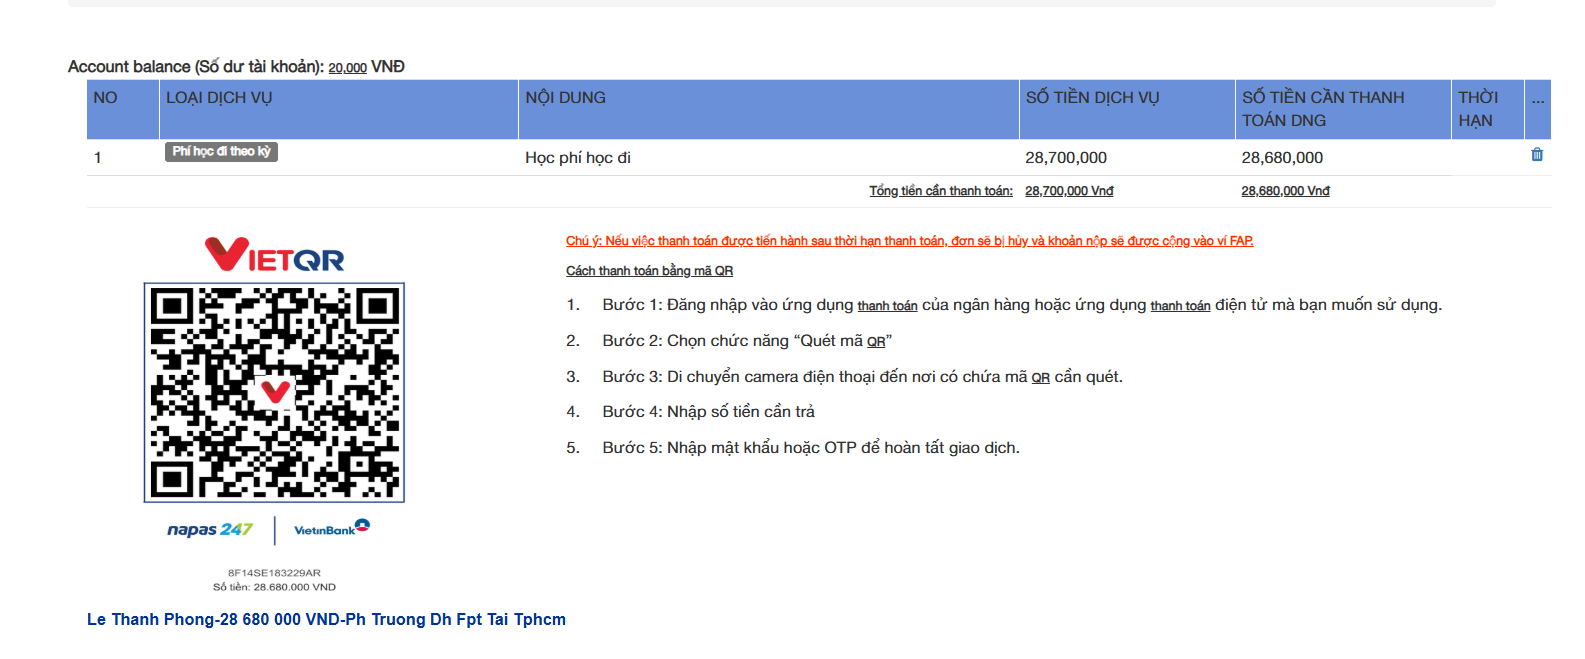 Account balance (Số dư tài khoản): 20,000 VNĐ
NO LOẠI DỊCH VỤ NỘI DUNG SỐ TIỀN DỊCH VỤ SỐ TIỀN CẦN THANH TOÁN DNG THỜI HẠN ...
1 Phí học đi theo kỳ Học phí học đi 28,700,000 28,680,000
Tổng tiền cần thanh toán: 28,700,000 Vnđ 28,680,000 Vnđ
VIETQR
napas 247 VietinBank
8F14SE183229AR
Số tiền: 28.680.000 VND
Le Thanh Phong-28 680 000 VND-Ph Truong Dh Fpt Tai Tphcm
Chú ý: Nếu việc thanh toán được tiến hành sau thời hạn thanh toán, đơn sẽ bị hủy và khoản nộp sẽ được cộng vào ví FAP.
Cách thanh toán bằng mã QR
1. Bước 1: Đăng nhập vào ứng dụng thanh toán của ngân hàng hoặc ứng dụng thanh toán điện tử mà bạn muốn sử dụng.
2. Bước 2: Chọn chức năng “Quét mã QR”
3. Bước 3: Di chuyển camera điện thoại đến nơi có chứa mã QR cần quét.
4. Bước 4: Nhập số tiền cần trả
5. Bước 5: Nhập mật khẩu hoặc OTP để hoàn tất giao dịch.